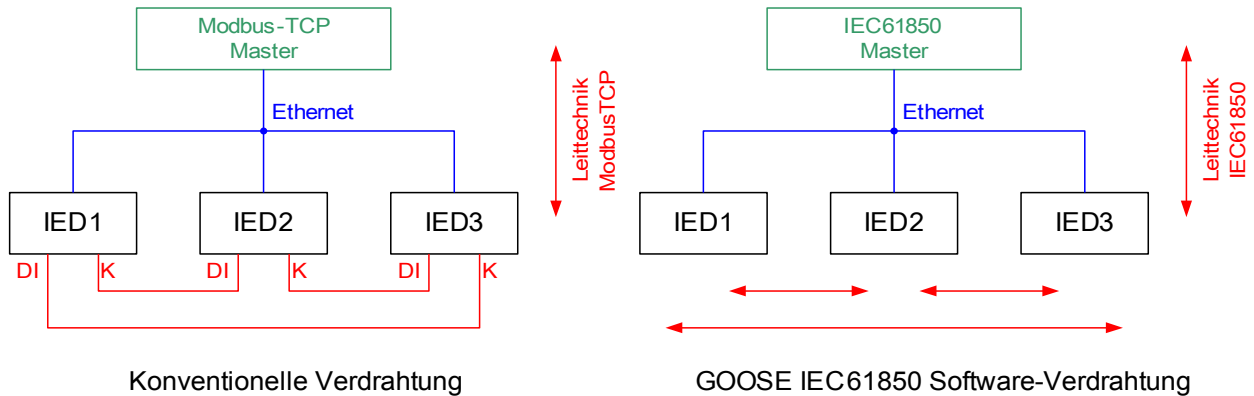 Modbus-TCP
Master
Ethernet
Leittechnik
ModbusTCP
IED1
IED2
IED3
DI
K
DI
K
DI
K
Konventionelle Verdrahtung
IEC61850
Master
Ethernet
Leittechnik
IEC61850
IED1
IED2
IED3
GOOSE IEC61850 Software-Verdrahtung